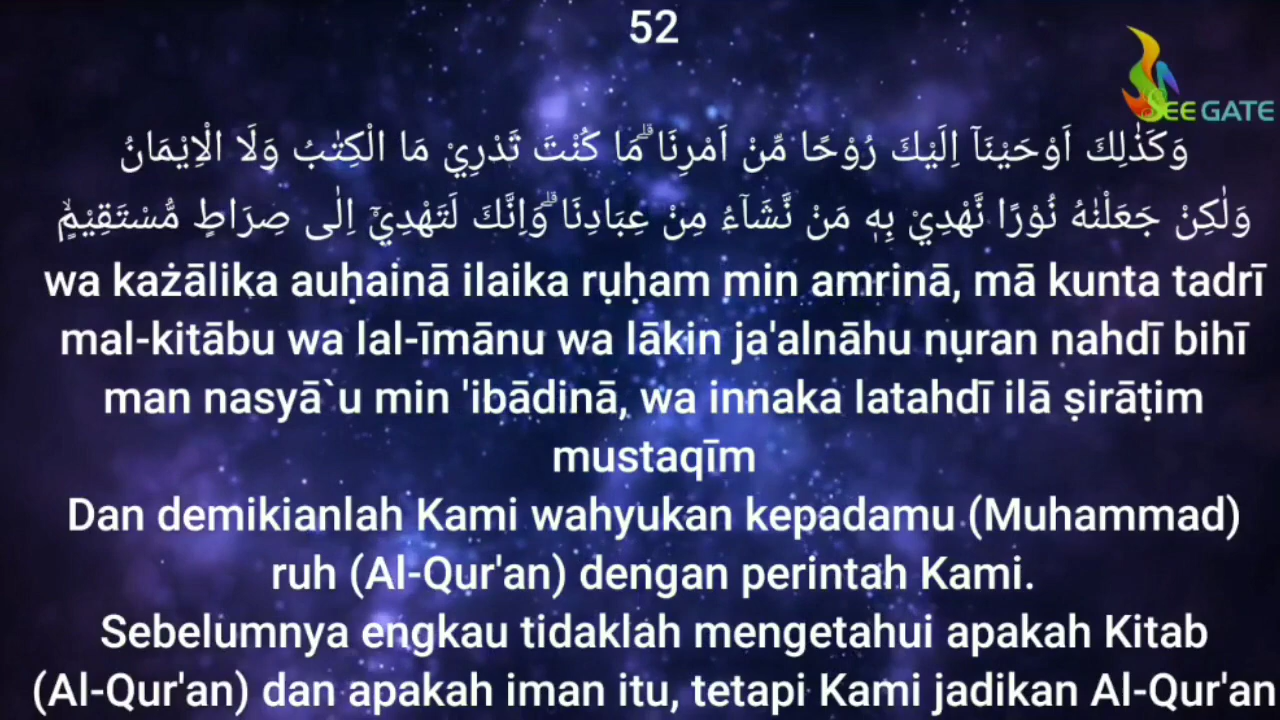 52
SEE GATE
وَكَذٰلِكَ اَوْحَيْنَآ اِلَيْكَ رُوْحًا مِّنْ اَمْرِنَا ۗمَا كُنْتَ تَدْرِيْ مَا الْكِتٰبُ وَلَا الْاِيْمَانُ
وَلٰكِنْ جَعَلْنٰهُ نُوْرًا نَّهْدِيْ بِهٖ مَنْ نَّشَاۤءُ مِنْ عِبَادِنَا ۗوَاِنَّكَ لَتَهْدِيْٓ اِلٰى صِرَاطٍ مُّسْتَقِيْمٍۙ
wa każālika auḥainā ilaika rụḥam min amrinā, mā kunta tadrī
mal-kitābu wa lal-īmānu wa lākin ja'alnāhu nụran nahdī bihī
man nasyā`u min 'ibādinā, wa innaka latahdī ilā ṣirāṭim
mustaqīm
Dan demikianlah Kami wahyukan kepadamu (Muhammad)
ruh (Al-Qur'an) dengan perintah Kami.
Sebelumnya engkau tidaklah mengetahui apakah Kitab
(Al-Qur'an) dan apakah iman itu, tetapi Kami jadikan Al-Qur'an